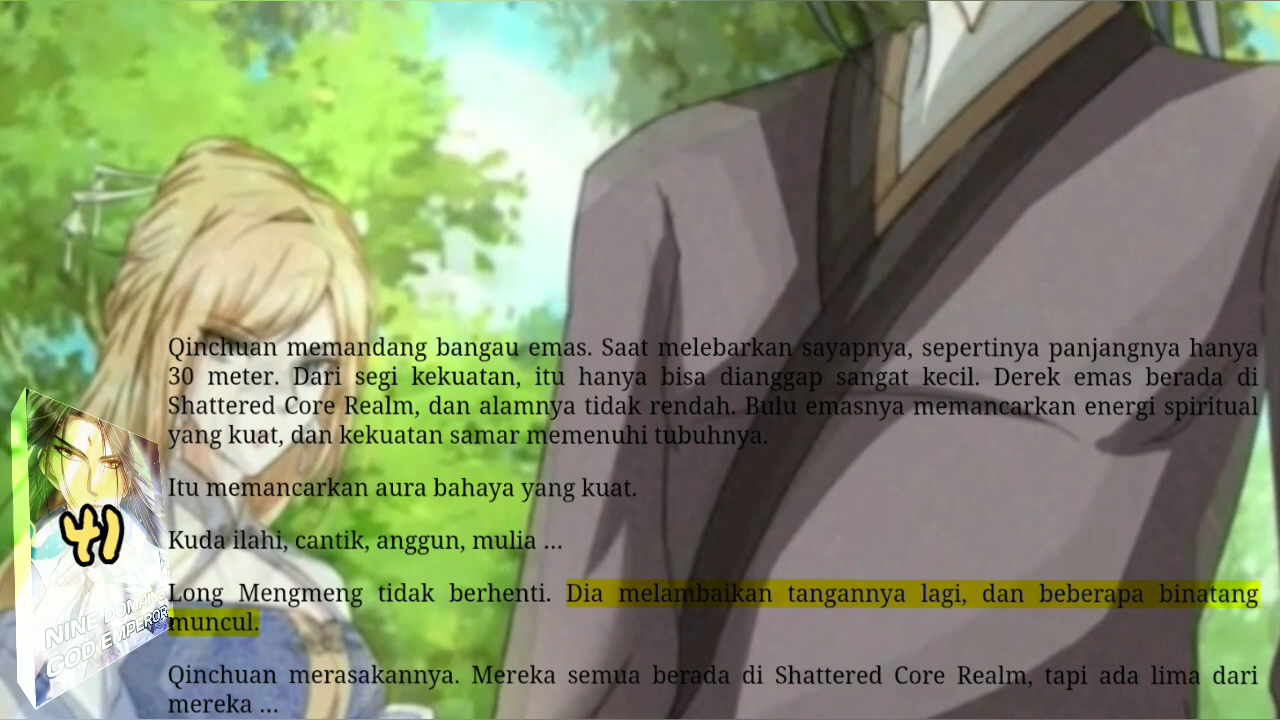 Qinchuan memandang bangau emas. Saat melebarkan sayapnya, sepertinya panjangnya hanya
30 meter. Dari segi kekuatan, itu hanya bisa dianggap sangat kecil. Derek emas berada di
Shattered Core Realm, dan alamnya tidak rendah. Bulu emasnya memancarkan energi spiritual
yang kuat, dan kekuatan samar memenuhi tubuhnya.
Itu memancarkan aura bahaya yang kuat.
Kuda ilahi, cantik, anggun, mulia ...
Long Mengmeng tidak berhenti. Dia melambaikan tangannya lagi, dan beberapa binatang
muncul.
Qinchuan merasakannya. Mereka semua berada di Shattered Core Realm, tapi ada lima dari
mereka ...
41
NINE DOMAINS
GOD EMPEROR